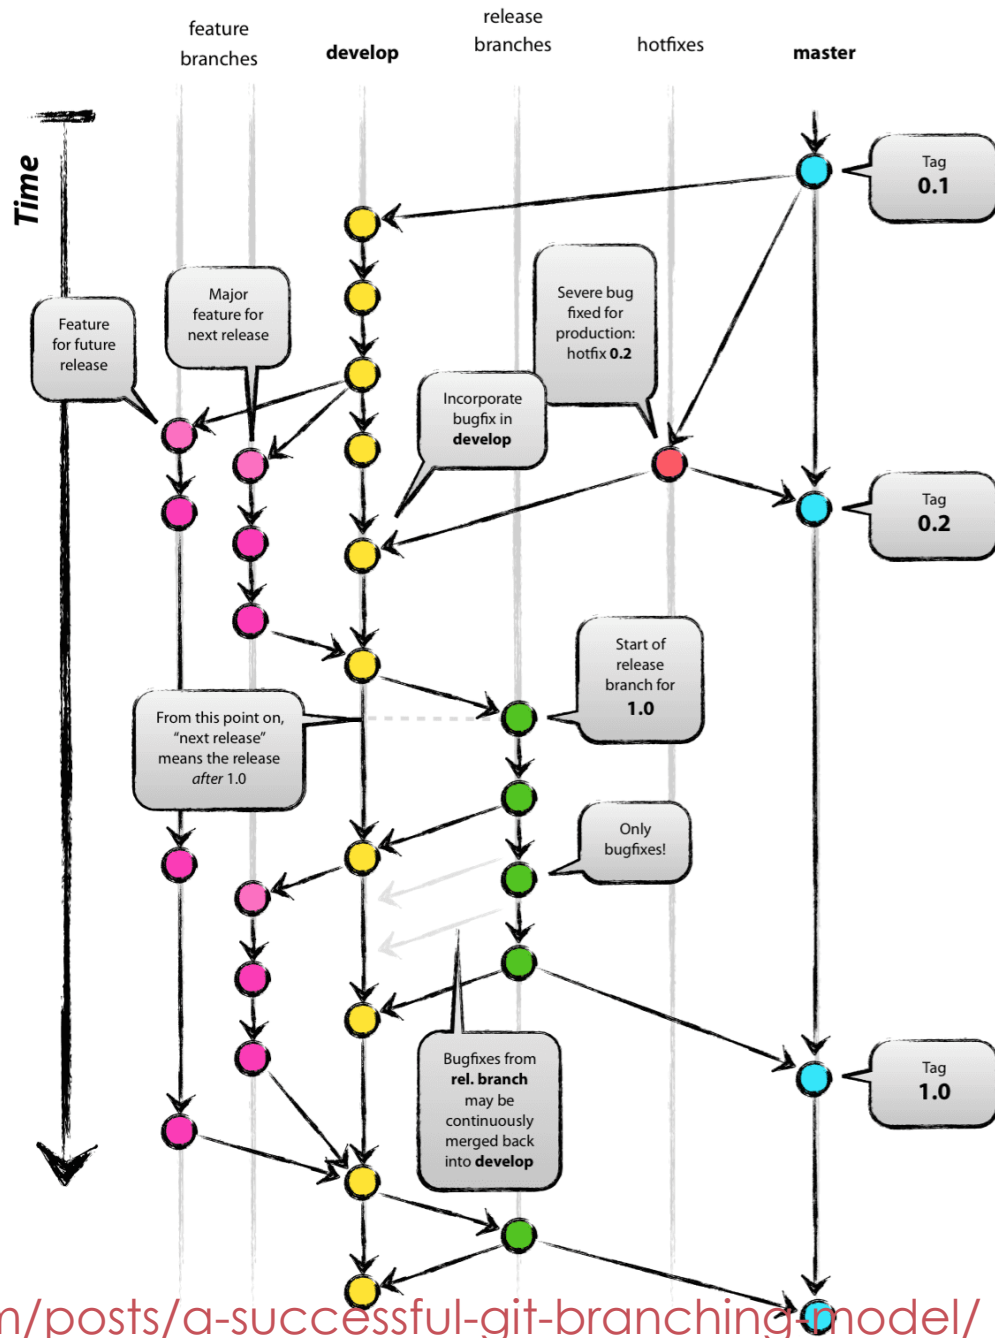 feature
branches
develop
release
branches
hotfixes
master
Time
Tag
0.1
Major
feature for
next release
Severe bug
fixed for
production:
hotfix 0.2
Feature
for future
release
Incorporate
bugfix in
develop
Tag
0.2
Start of
release
branch for
1.0
From this point on,
“next release”
means the release
after 1.0
Only
bugfixes!
Bugfixes from
rel. branch
may be
continuously
merged back
into develop
Tag
1.0
m/posts/a-successful-git-branching-model/